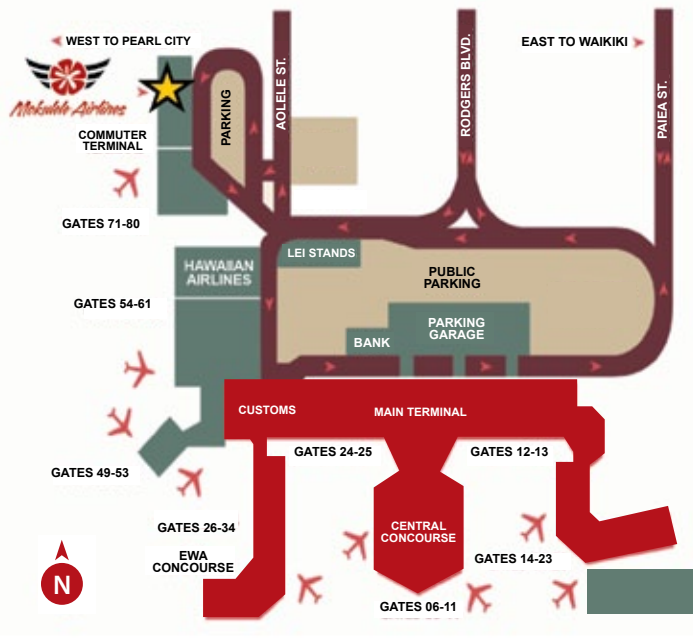 WEST TO PEARL CITY
EAST TO WAIKIKI
Mokulele Airlines
COMMUTER
TERMINAL
PARKING
AOLELE ST.
RODGERS BLVD.
PAIEA ST.
GATES 71-80
LEI STANDS
HAWAIIAN
AIRLINES
PUBLIC
PARKING
GATES 54-61
PARKING
GARAGE
BANK
CUSTOMS
MAIN TERMINAL
GATES 24-25
GATES 12-13
GATES 49-53
GATES 26-34
CENTRAL
CONCOURSE
EWA
CONCOURSE
GATES 14-23
N
GATES 06-11